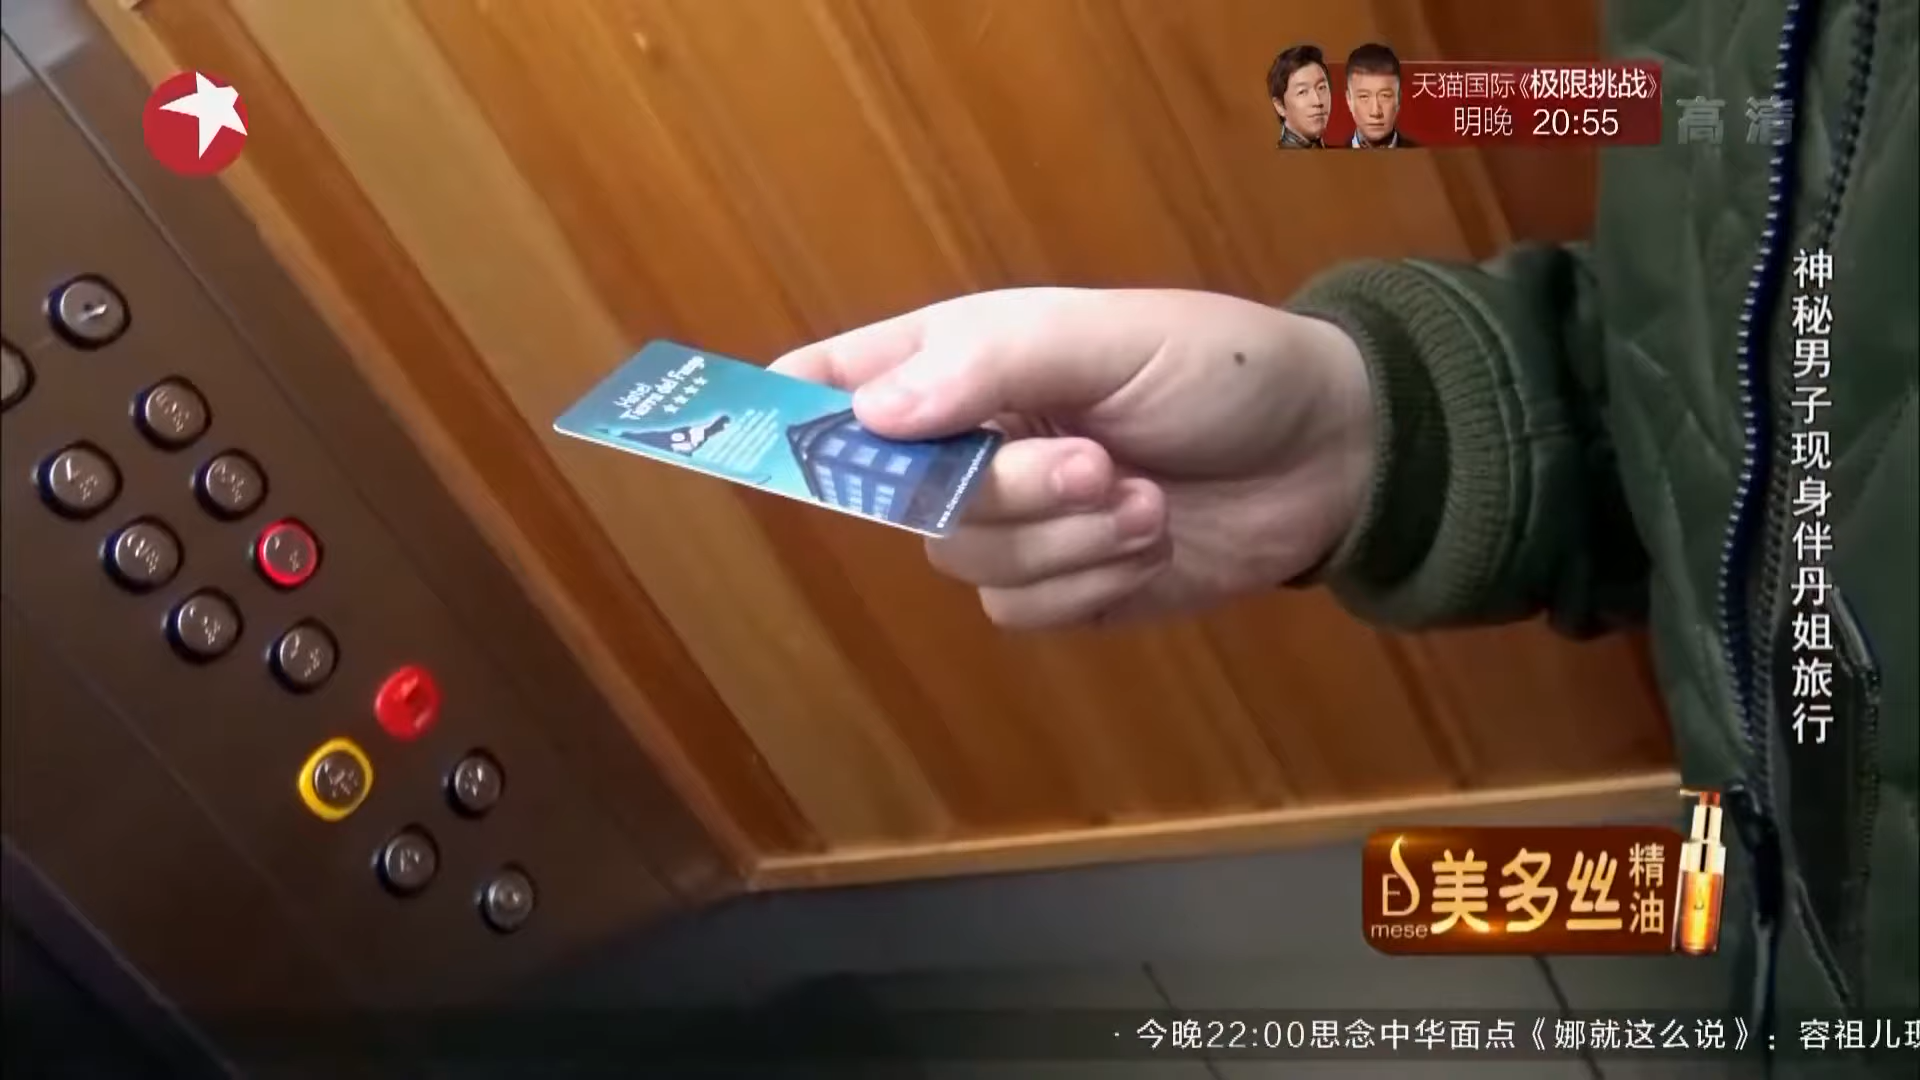 天猫国际《极限挑战》
明晚 20:55
高清
神秘男子现身伴丹姐旅行
Hotel
Tierra del Fuego
美多丝
精油
mese
· 今晚22:00思念中华面点《娜就这么说》：容祖儿现